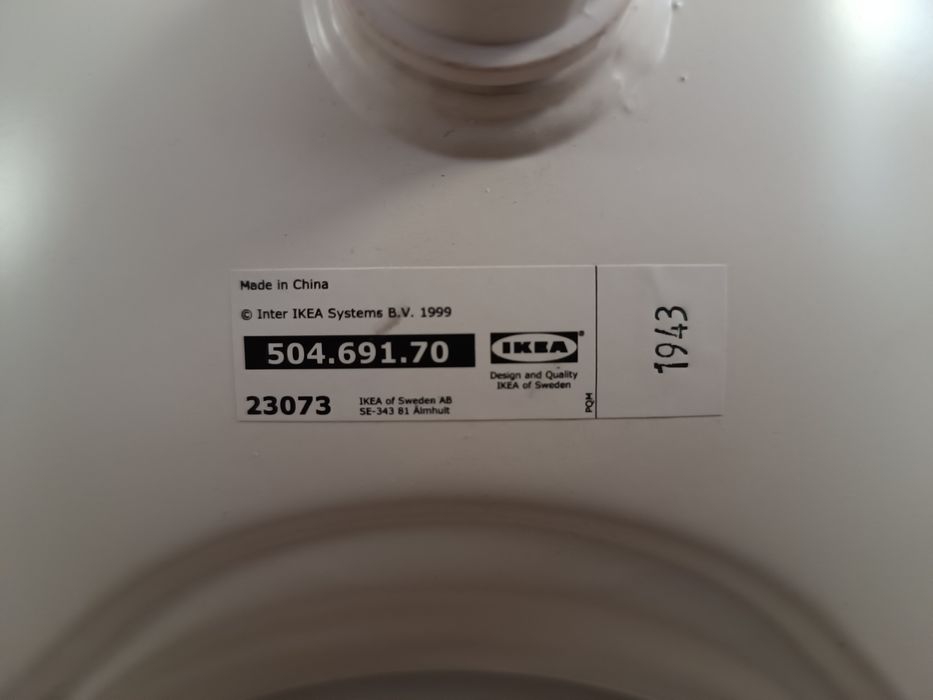 Made in China
© Inter IKEA Systems B.V. 1999
504.691.70
IKEA®
Design and Quality
IKEA of Sweden
23073
IKEA of Sweden AB
SE-343 81 Älmhult
PQM
1943